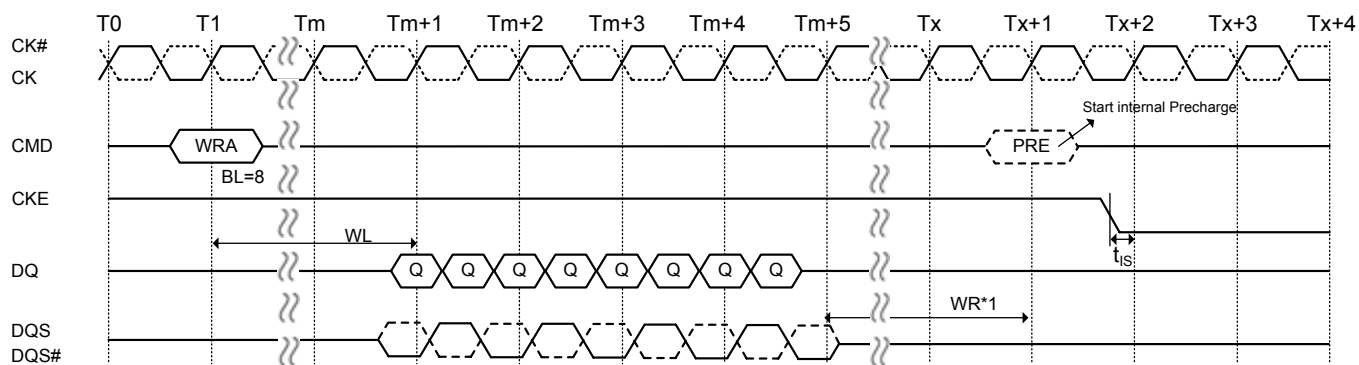 T0 T1 Tm Tm+1 Tm+2 Tm+3 Tm+4 Tm+5 Tx Tx+1 Tx+2 Tx+3 Tx+4
CK#
CK
Start internal Precharge
CMD WRA PRE
BL=8
CKE
WL
tIS
DQ Q Q Q Q Q Q Q Q
WR*1
DQS
DQS#